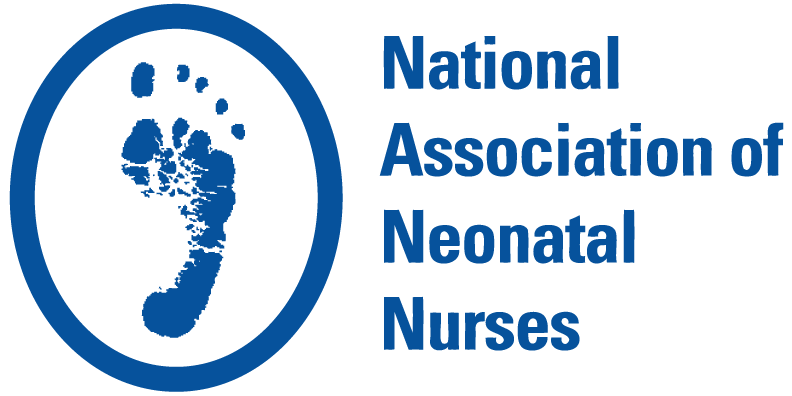 National
Association of
Neonatal
Nurses